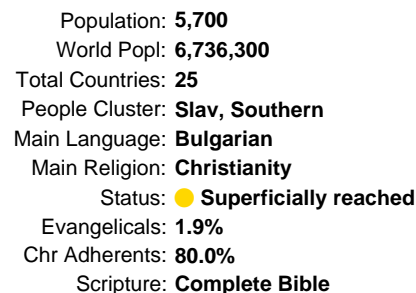 Population: 5,700
World Popl: 6,736,300
Total Countries: 25
People Cluster: Slav, Southern
Main Language: Bulgarian
Main Religion: Christianity
Status: Superficially reached
Evangelicals: 1.9%
Chr Adherents: 80.0%
Scripture: Complete Bible